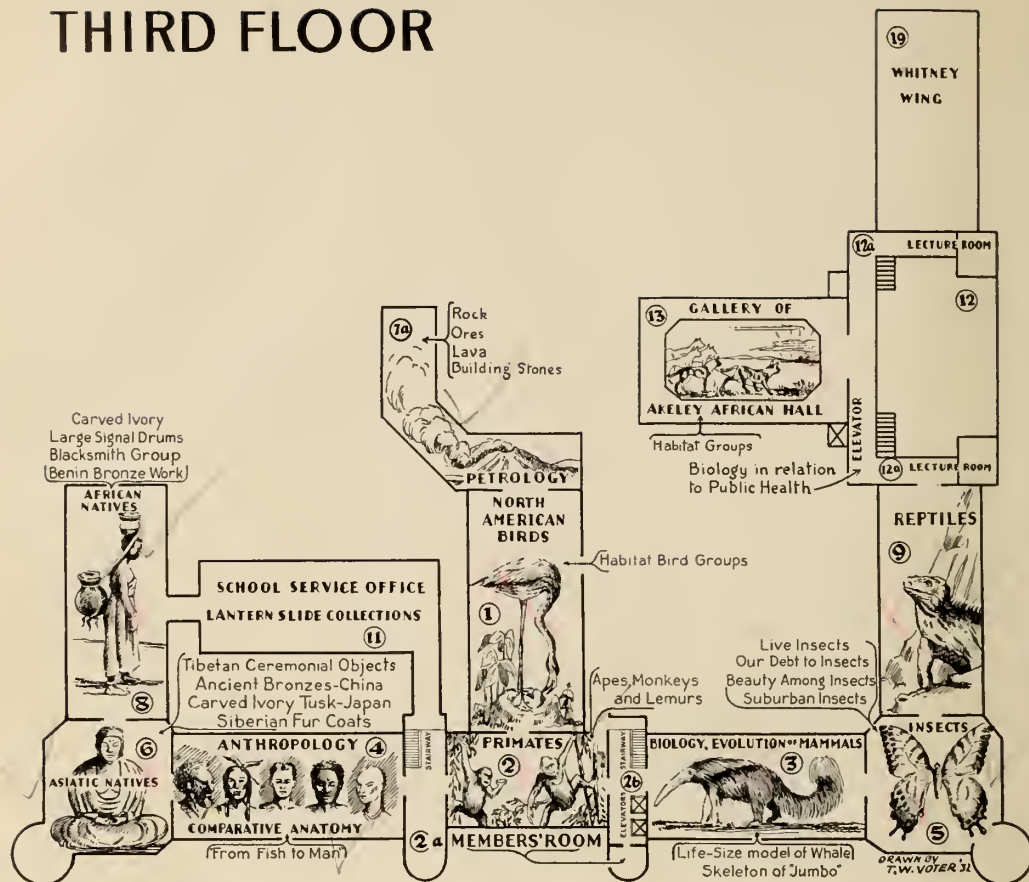 THIRD FLOOR
19
WHITNEY
WING
12a
LECTURE ROOM
12
13
GALLERY OF
AKELEY AFRICAN HALL
Habitat Groups
ELEVATOR
Biology in relation
to Public Health
12a
LECTURE ROOM
7a
Rock
Ores
Lava
Building Stones
PETROLOGY
NORTH
AMERICAN
BIRDS
Habitat Bird Groups
1
Carved Ivory
Large Signal Drums
Blacksmith Group
Benin Bronze Work
AFRICAN
NATIVES
8
SCHOOL SERVICE OFFICE
LANTERN SLIDE COLLECTIONS
11
REPTILES
9
Tibetan Ceremonial Objects
Ancient Bronzes-China
Carved Ivory Tusk-Japan
Siberian Fur Coats
Apes, Monkeys
and Lemurs
Live Insects
Our Debt to Insects
Beauty Among Insects
Suburban Insects
6
ASIATIC NATIVES
ANTHROPOLOGY
4
COMPARATIVE ANATOMY
"From Fish to Man"
STAIRWAY
2a
PRIMATES
2
MEMBERS' ROOM
STAIRWAY
2b
ELEVATORS
BIOLOGY, EVOLUTION OF MAMMALS
3
Life-Size model of Whale
Skeleton of "Jumbo"
INSECTS
5
DRAWN BY
T.W. VOTER '32